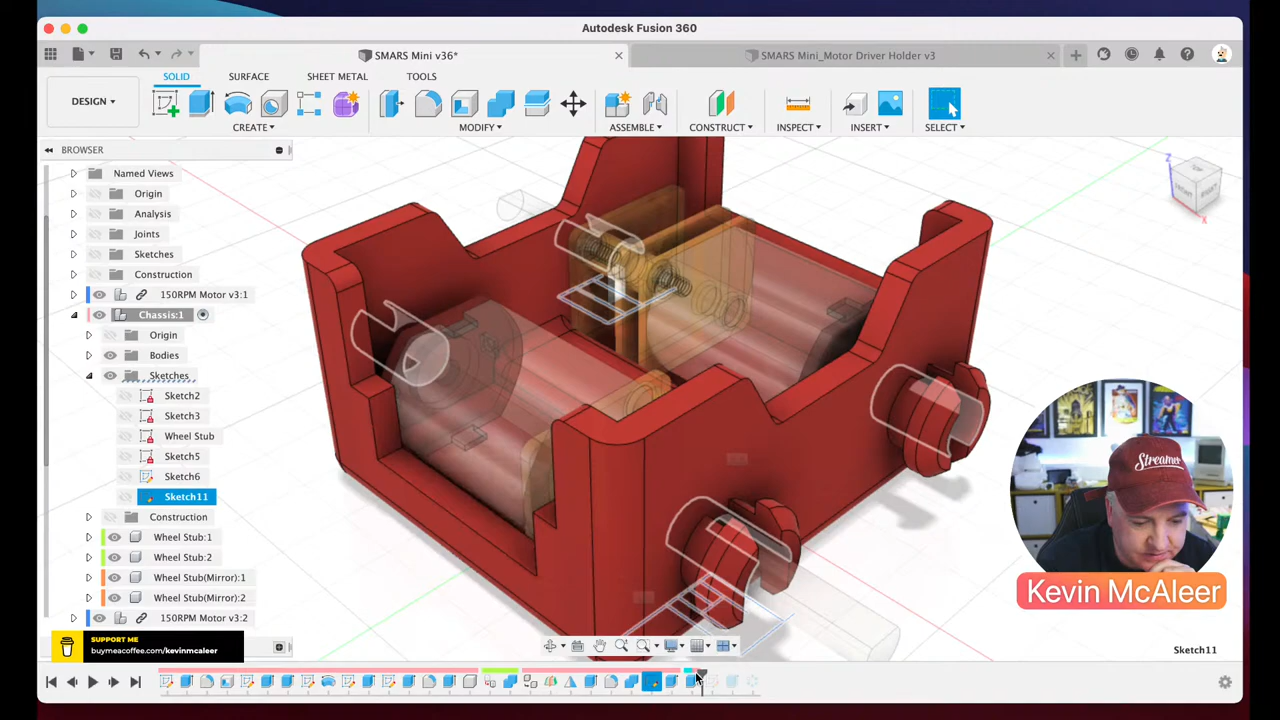 Autodesk Fusion 360
SMARS Mini v36*
SMARS Mini_Motor Driver Holder v3
DESIGN
SOLID
SURFACE
SHEET METAL
TOOLS
CREATE
MODIFY
ASSEMBLE
CONSTRUCT
INSPECT
INSERT
SELECT
BROWSER
Named Views
Origin
Analysis
Joints
Sketches
Construction
150RPM Motor v3:1
Chassis:1
Origin
Bodies
Sketches
Sketch2
Sketch3
Wheel Stub
Sketch5
Sketch6
Sketch11
Construction
Wheel Stub:1
Wheel Stub:2
Wheel Stub(Mirror):1
Wheel Stub(Mirror):2
150RPM Motor v3:2
SUPPORT ME
buymeacoffee.com/kevinmcaleer
Z
X
RIGHT
Streamer
Kevin McAleer
Sketch11